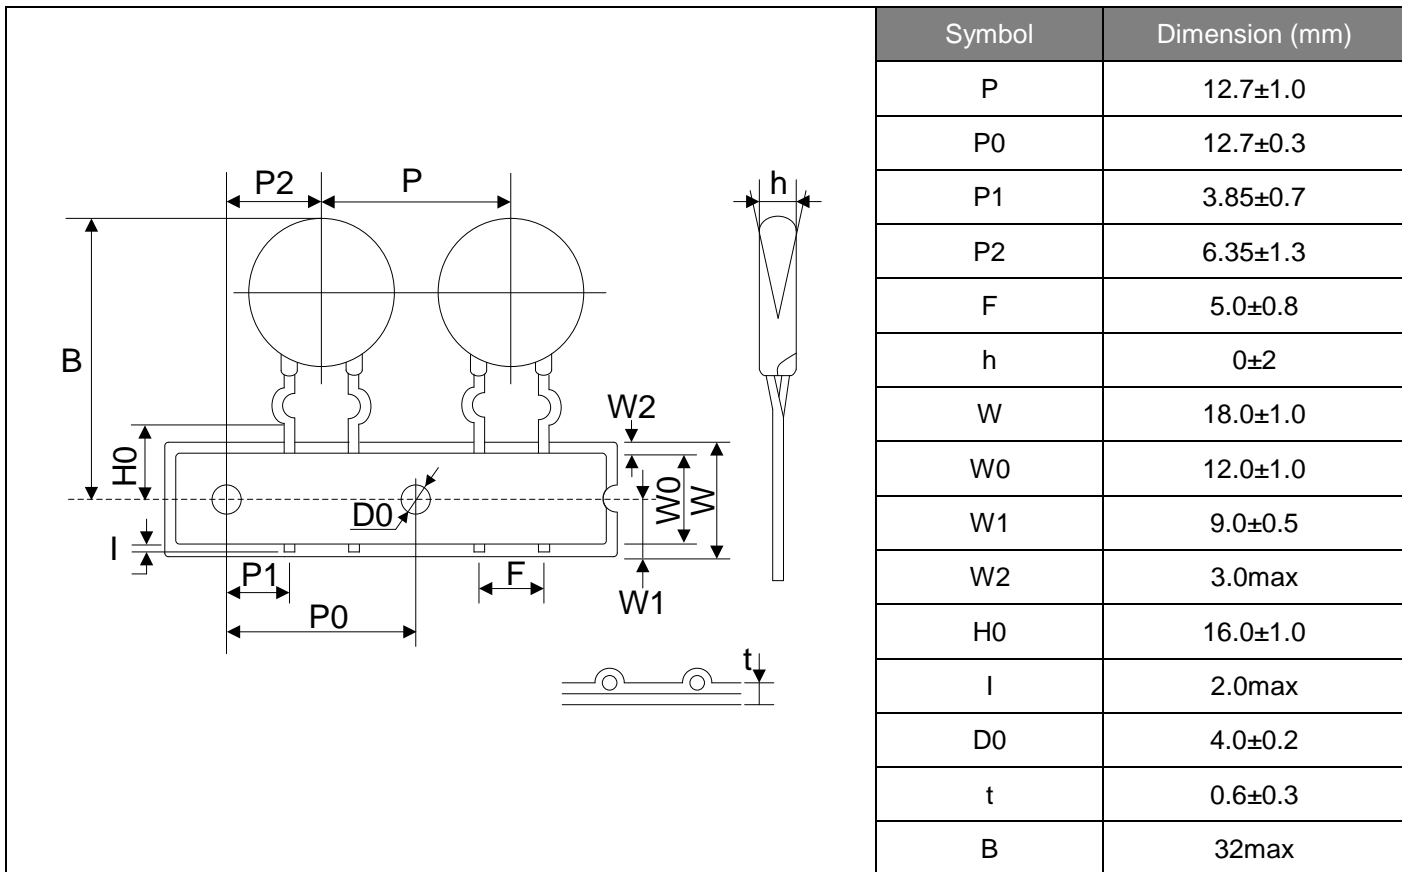 P2 P h
B
W2
H0
D0 W0 W
I
P1 F
W1
P0
t
Symbol Dimension (mm)
P 12.7±1.0
P0 12.7±0.3
P1 3.85±0.7
P2 6.35±1.3
F 5.0±0.8
h 0±2
W 18.0±1.0
W0 12.0±1.0
W1 9.0±0.5
W2 3.0max
H0 16.0±1.0
I 2.0max
D0 4.0±0.2
t 0.6±0.3
B 32max